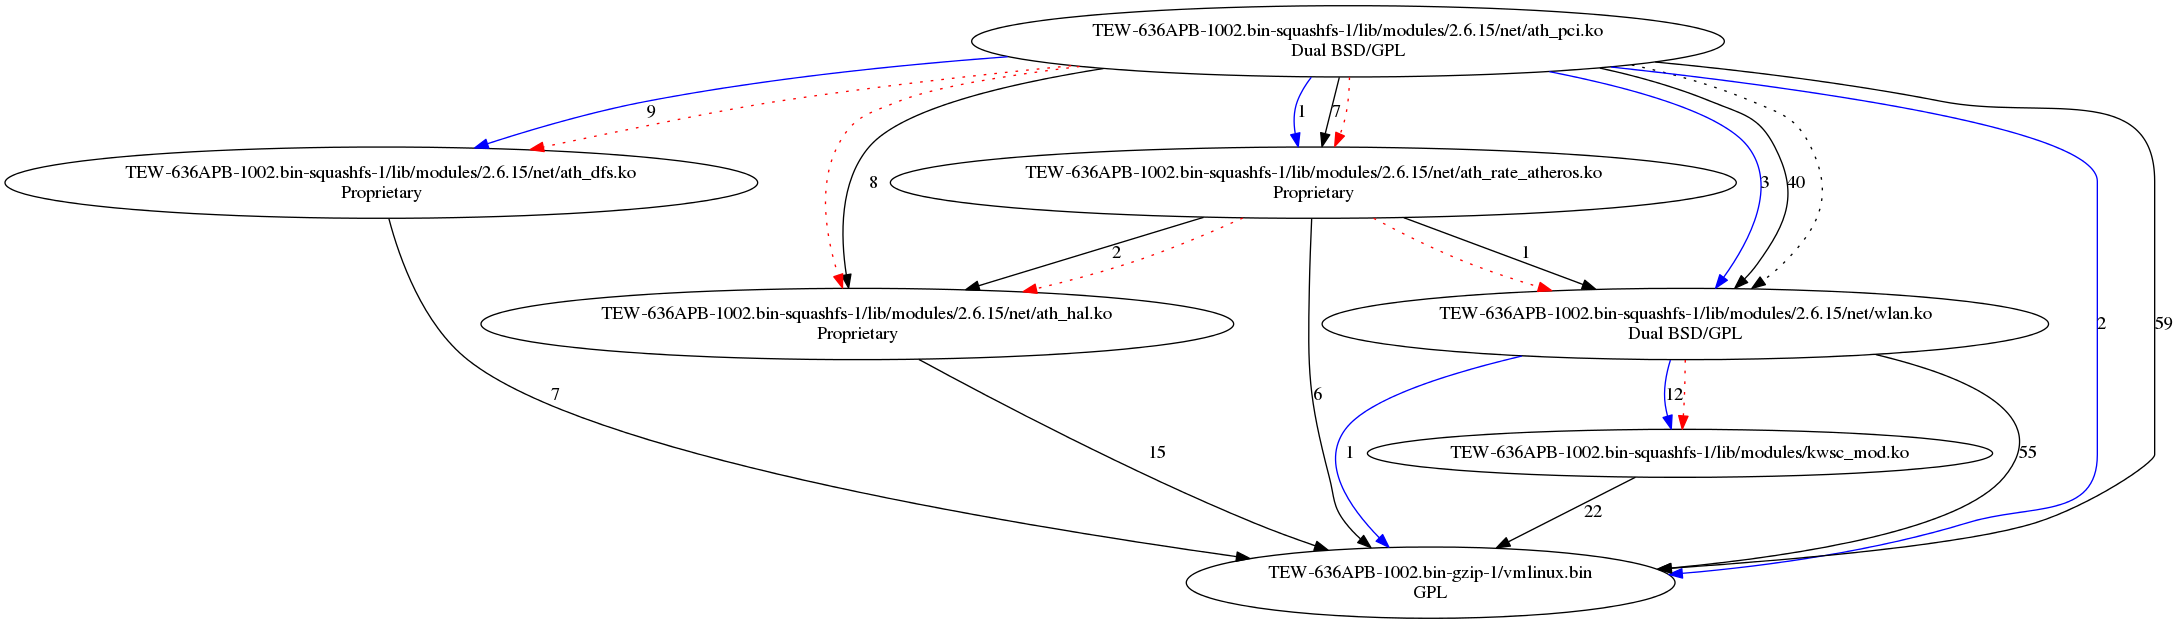 TEW-636APB-1002.bin-squashfs-1/lib/modules/2.6.15/net/ath_pci.ko
Dual BSD/GPL
9
1
7
TEW-636APB-1002.bin-squashfs-1/lib/modules/2.6.15/net/ath_dfs.ko
Proprietary
8
TEW-636APB-1002.bin-squashfs-1/lib/modules/2.6.15/net/ath_rate_atheros.ko
Proprietary
3
40
2
1
TEW-636APB-1002.bin-squashfs-1/lib/modules/2.6.15/net/ath_hal.ko
Proprietary
TEW-636APB-1002.bin-squashfs-1/lib/modules/2.6.15/net/wlan.ko
Dual BSD/GPL
2
59
7
6
12
15
1
TEW-636APB-1002.bin-squashfs-1/lib/modules/kwsc_mod.ko
55
22
TEW-636APB-1002.bin-gzip-1/vmlinux.bin
GPL